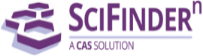 SCIFINDERⁿ
A CAS SOLUTION